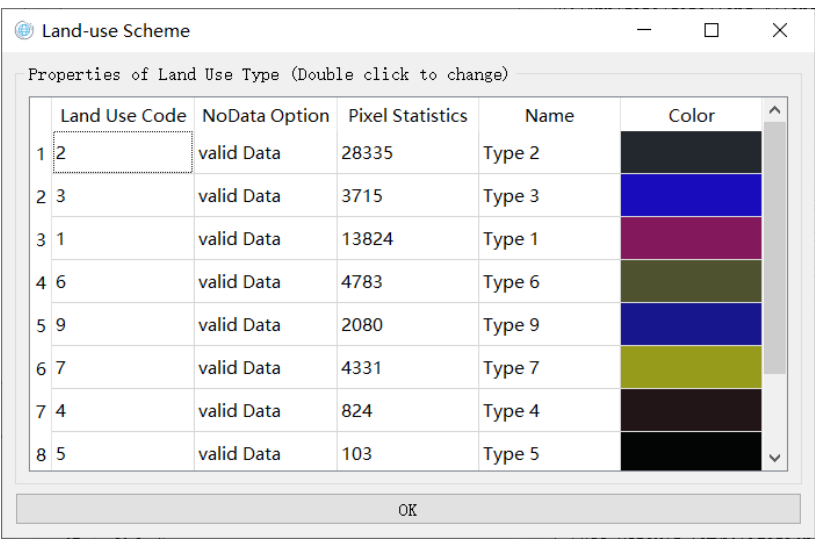 Land-use Scheme
Properties of Land Use Type (Double click to change)
Land Use Code NoData Option Pixel Statistics Name Color
1 2 valid Data 28335 Type 2
2 3 valid Data 3715 Type 3
3 1 valid Data 13824 Type 1
4 6 valid Data 4783 Type 6
5 9 valid Data 2080 Type 9
6 7 valid Data 4331 Type 7
7 4 valid Data 824 Type 4
8 5 valid Data 103 Type 5
OK